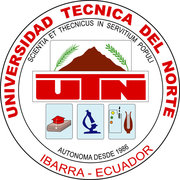 UNIVERSIDAD TECNICA DEL NORTE
SCIENTIA ET THECNICUS IN SERVITIUM POPULI
UTN
AUTONOMA DESDE 1986
IBARRA - ECUADOR